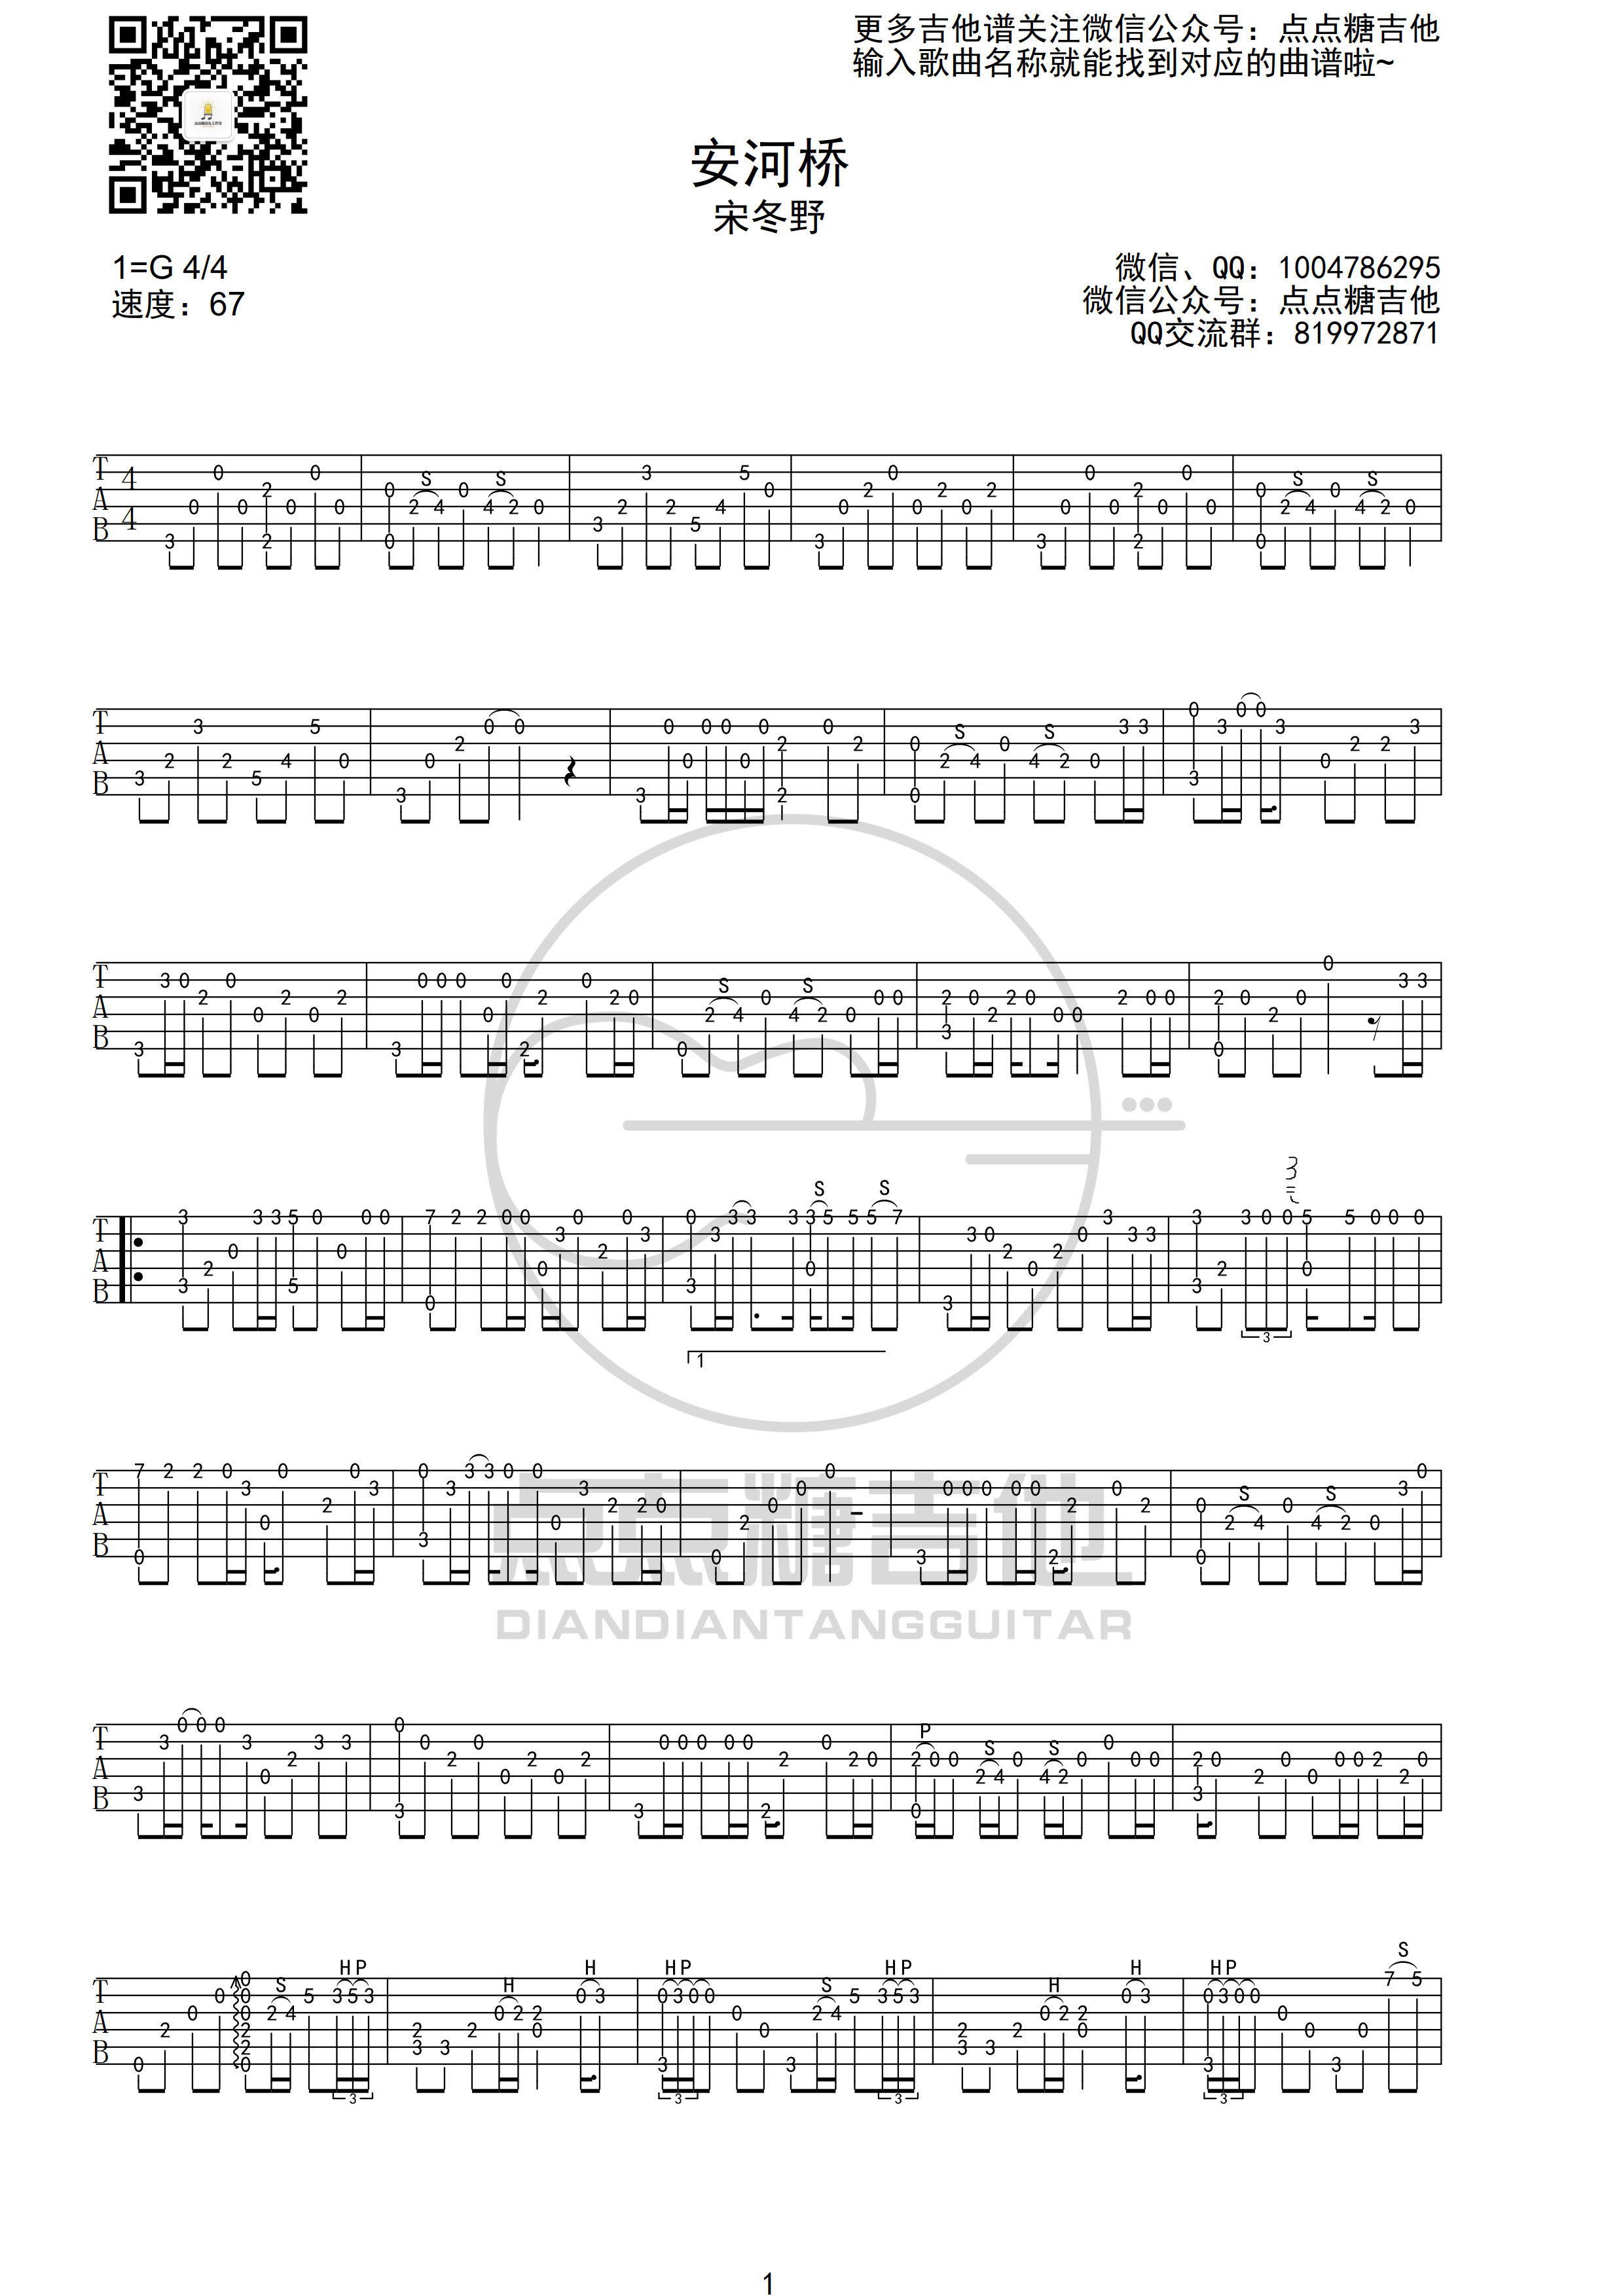 更多吉他谱关注微信公众号：点点糖吉他
输入歌曲名称就能找到对应的曲谱啦~
安河桥
宋冬野
1=G 4/4
速度：67
微信、QQ：1004786295
微信公众号：点点糖吉他
QQ交流群：819972871
点点糖吉他
DIANDIANTANGGUITAR
1